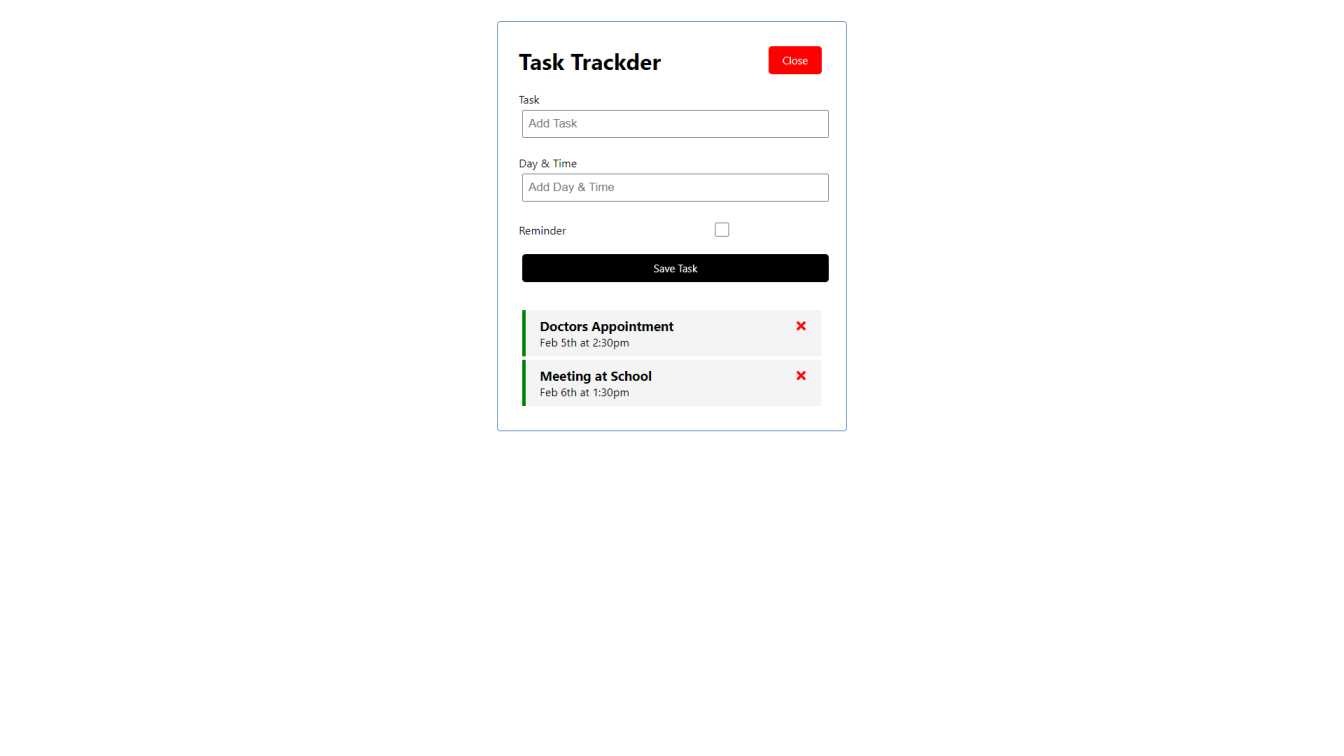 Task Trackder
Close
Task
Add Task
Day & Time
Add Day & Time
Reminder
Save Task
Doctors Appointment
Feb 5th at 2:30pm
Meeting at School
Feb 6th at 1:30pm